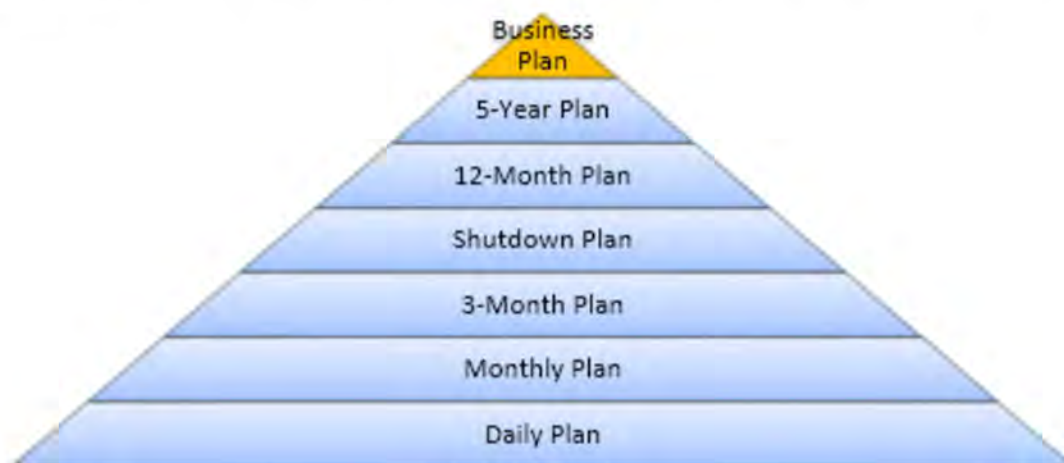 Business
Plan
5-Year Plan
12-Month Plan
Shutdown Plan
3-Month Plan
Monthly Plan
Daily Plan